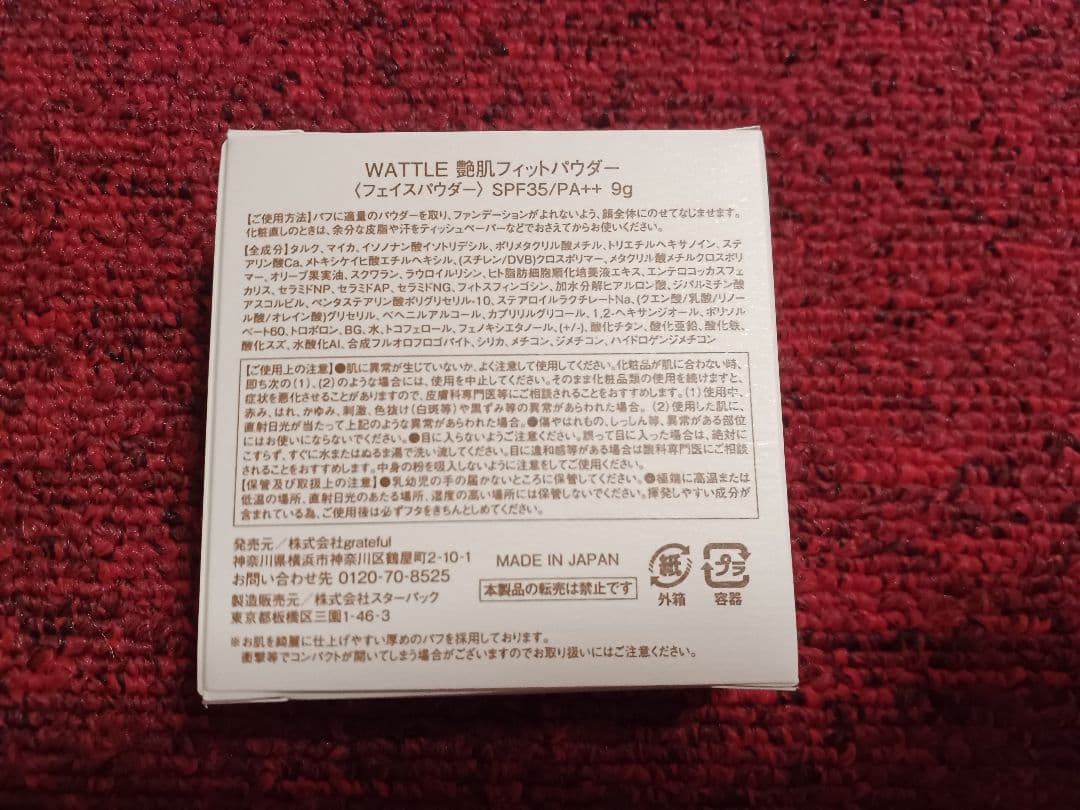 WATTLE 艶肌フィットパウダー
〈フェイスパウダー〉 SPF35/PA++ 9g
【ご使用方法】パフに適量のパウダーを取り、ファンデーションがよれないよう、顔全体にのせてなじませます。
化粧直しのときは、余分な皮脂や汗をティッシュペーパーなどでおさえてからお使いください。
【全成分】タルク、マイカ、イソノナン酸イソトリデシル、ポリメタクリル酸メチル、トリエチルヘキサノイン、ステ
アリン酸Ca、メトキシケイヒ酸エチルヘキシル、(スチレン/DVB)クロスポリマー、メタクリル酸メチルクロスポリ
マー、オリーブ果実油、スクワラン、ラウロイルリシン、ヒト脂肪細胞順化培養液エキス、エンテロコッカスフェ
カリス、セラミドNP、セラミドAP、セラミドNG、フィトスフィンゴシン、加水分解ヒアルロン酸、ジパルミチン酸
アスコルビル、ペンタステアリン酸ポリグリセリル-10、ステアロイルラクチレートNa、(クエン酸/乳酸/リノー
ル酸/オレイン酸)グリセリル、ベヘニルアルコール、カプリリルグリコール、1,2-ヘキサンジオール、ポリソル
ベート60、トロポロン、BG、水、トコフェロール、フェノキシエタノール、(+/-)、酸化チタン、酸化亜鉛、酸化鉄、
酸化スズ、水酸化Al、合成フルオロフロゴパイト、シリカ、メチコン、ジメチコン、ハイドロゲンジメチコン
【ご使用上の注意】●肌に異常が生じていないか、よく注意して使用してください。化粧品が肌に合わない時、
即ち次の(1)、(2)のような場合には、使用を中止してください。そのまま化粧品類の使用を続けますと、
症状を悪化させることがありますので、皮膚科専門医等にご相談されることをおすすめします。(1)使用中、
赤み、はれ、かゆみ、刺激、色抜け(白斑等)や黒ずみ等の異常があらわれた場合。(2)使用した肌に、
直射日光が当たって上記のような異常があらわれた場合。●傷やはれもの、しっしん等、異常がある部位
にはお使いにならないでください。●目に入らないようご注意ください。誤って目に入った場合は、絶対に
こすらず、すぐに水またはぬるま湯で洗い流してください。目に違和感等がある場合は眼科専門医にご相談
されることをおすすめします。中身の粉を吸入しないように注意をしてご使用ください。
【保管及び取扱上の注意】●乳幼児の手の届かないところに保管してください。●極端に高温または
低温の場所、直射日光のあたる場所、湿度の高い場所には保管しないでください。揮発しやすい成分が
含まれている為、ご使用後は必ずフタをきちんとしめてください。
発売元/株式会社grateful
神奈川県横浜市神奈川区鶴屋町2-10-1
お問い合わせ先 0120-70-8525
製造販売元/株式会社スターパック
東京都板橋区三園1-46-3
MADE IN JAPAN
本製品の転売は禁止です
紙
外箱
プラ
容器
※お肌を綺麗に仕上げやすい厚めのパフを採用しております。
衝撃等でコンパクトが開いてしまう場合がございますのでお取り扱いにはご注意ください。